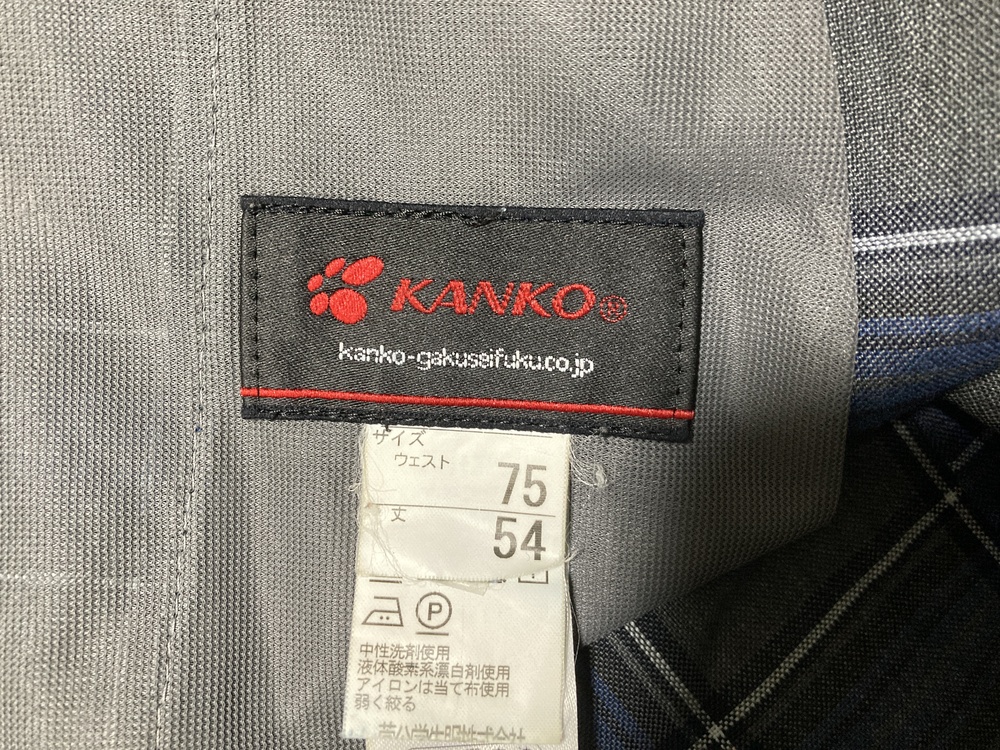 KANKO®
kanko-gakuseifuku.co.jp
サイズ
ウェスト
75
丈
54
P
中性洗剤使用
液体酸素系漂白剤使用
アイロンは当て布使用
弱く絞る